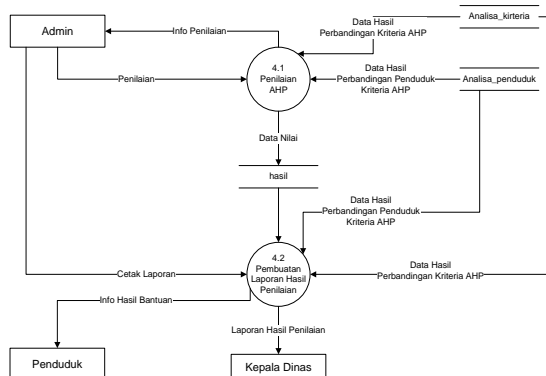 Admin
Info Penilaian
Data Hasil
Perbandingan Kriteria AHP
Analisa_kirteria
4.1
Penilaian
AHP
Penilaian
Data Hasil
Perbandingan Penduduk
Kriteria AHP
Analisa_penduduk
Data Nilai
hasil
Data Hasil
Perbandingan Penduduk
Kriteria AHP
4.2
Pembuatan
Laporan Hasil
Penilaian
Cetak Laporan
Data Hasil
Perbandingan Kriteria AHP
Info Hasil Bantuan
Laporan Hasil Penilaian
Penduduk
Kepala Dinas